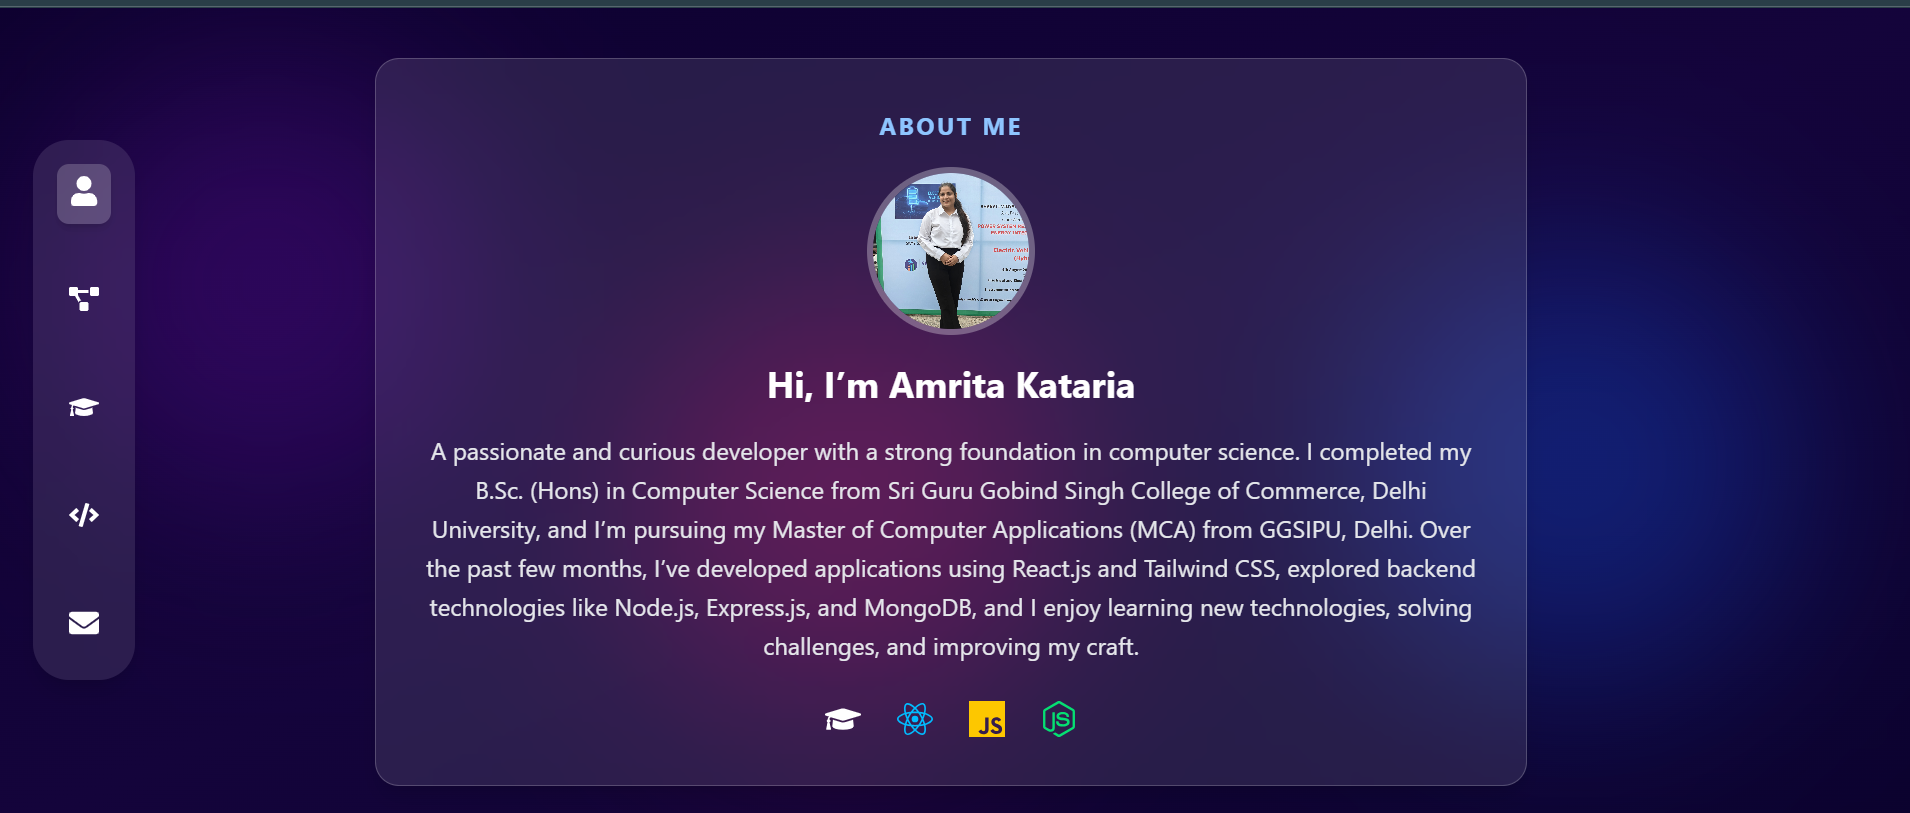 ABOUT ME
POWER SYSTEM
Hi, I’m Amrita Kataria
A passionate and curious developer with a strong foundation in computer science. I completed my
B.Sc. (Hons) in Computer Science from Sri Guru Gobind Singh College of Commerce, Delhi
University, and I’m pursuing my Master of Computer Applications (MCA) from GGSIPU, Delhi. Over
the past few months, I’ve developed applications using React.js and Tailwind CSS, explored backend
technologies like Node.js, Express.js, and MongoDB, and I enjoy learning new technologies, solving
challenges, and improving my craft.
JS
JS